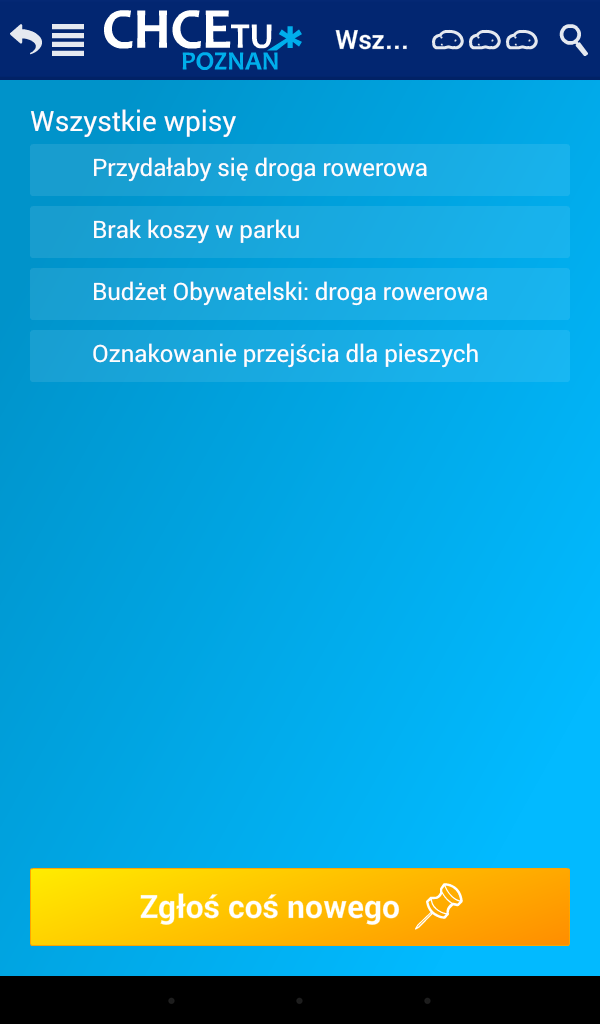 CHCETU
POZNAŃ
Wsz...
Wszystkie wpisy
Przydałaby się droga rowerowa
Brak koszy w parku
Budżet Obywatelski: droga rowerowa
Oznakowanie przejścia dla pieszych
Zgłoś coś nowego